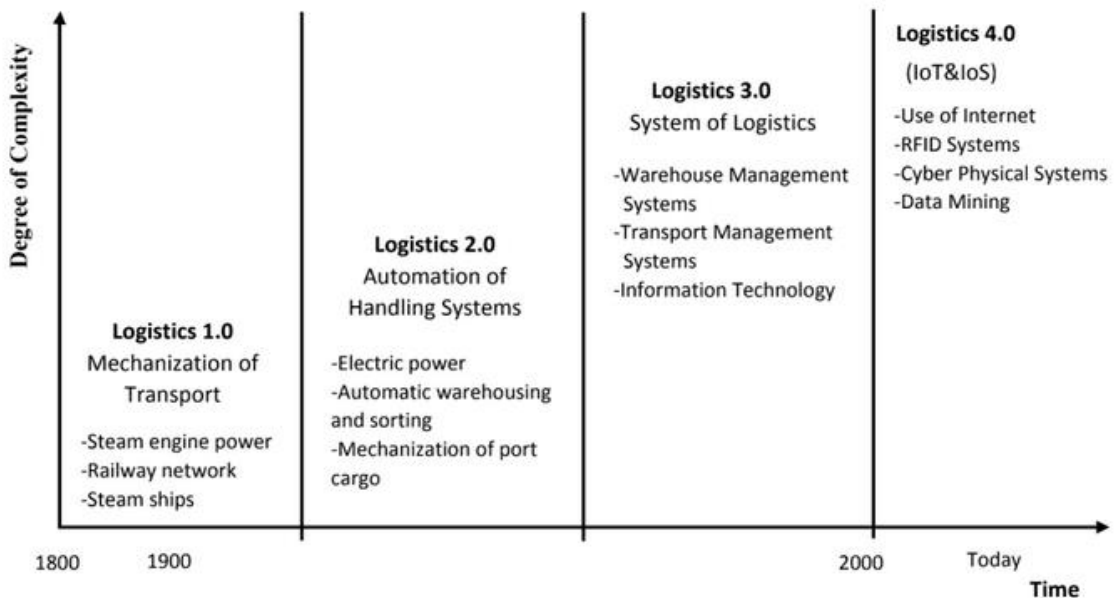 Degree of Complexity
Logistics 1.0
Mechanization of
Transport
-Steam engine power
-Railway network
-Steam ships
Logistics 2.0
Automation of
Handling Systems
-Electric power
-Automatic warehousing
and sorting
-Mechanization of port
cargo
Logistics 3.0
System of Logistics
-Warehouse Management
Systems
-Transport Management
Systems
-Information Technology
Logistics 4.0
(IoT&IoS)
-Use of Internet
-RFID Systems
-Cyber Physical Systems
-Data Mining
1800 1900 2000 Today
Time